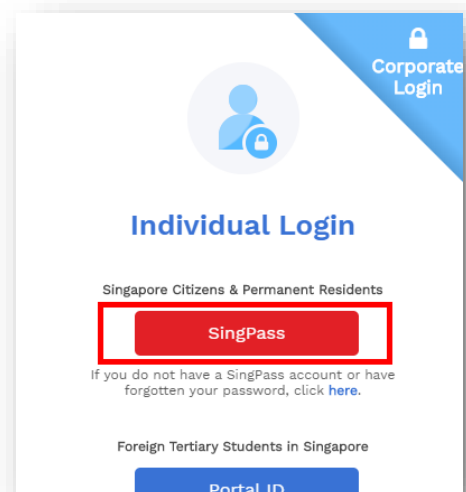 Corporate
Login
Individual Login
Singapore Citizens & Permanent Residents
SingPass
If you do not have a SingPass account or have
forgotten your password, click here.
Foreign Tertiary Students in Singapore
Portal ID